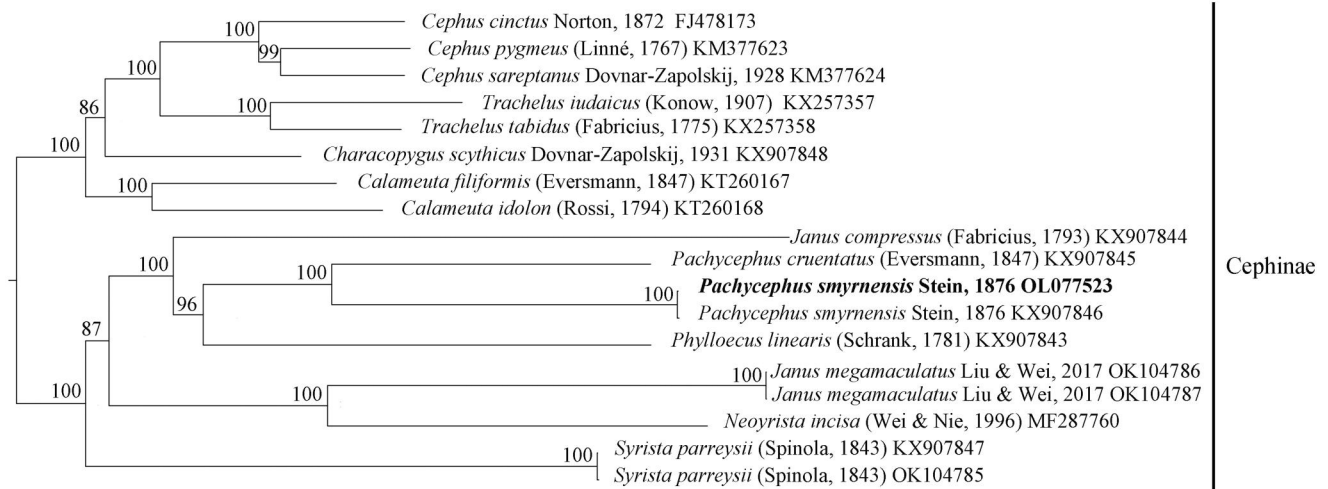 100
Cephus cinctus Norton, 1872 FJ478173
99
Cephus pygmeus (Linné, 1767) KM377623
100
Cephus sareptanus Dovnar-Zapolskij, 1928 KM377624
86
100
Trachelus iudaicus (Konow, 1907) KX257357
Trachelus tabidus (Fabricius, 1775) KX257358
100
Characopygus scythicus Dovnar-Zapolskij, 1931 KX907848
100
Calameuta filiformis (Eversmann, 1847) KT260167
Calameuta idolon (Rossi, 1794) KT260168
Janus compressus (Fabricius, 1793) KX907844
100
100
Pachycephus cruentatus (Eversmann, 1847) KX907845
Cephinae
100
Pachycephus smyrnensis Stein, 1876 OL077523
96
Pachycephus smyrnensis Stein, 1876 KX907846
87
Phylloecus linearis (Schrank, 1781) KX907843
100
Janus megamaculatus Liu & Wei, 2017 OK104786
100
100
Janus megamaculatus Liu & Wei, 2017 OK104787
Neoyrista incisa (Wei & Nie, 1996) MF287760
100
Syrista parreysii (Spinola, 1843) KX907847
Syrista parreysii (Spinola, 1843) OK104785